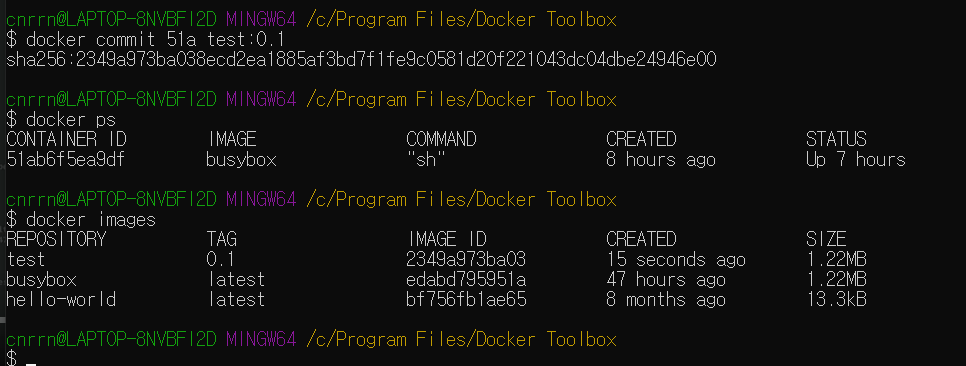 cnrrn@LAPTOP-8NVBFI2D MINGW64 /c/Program Files/Docker Toolbox
$ docker commit 51a test:0.1
sha256:2349a973ba038ecd2ea1885af3bd7f1fe9c0581d20f221043dc04dbe24946e00
cnrrn@LAPTOP-8NVBFI2D MINGW64 /c/Program Files/Docker Toolbox
$ docker ps
CONTAINER ID IMAGE COMMAND CREATED STATUS
51ab6f5ea9df busybox "sh" 8 hours ago Up 7 hours
cnrrn@LAPTOP-8NVBFI2D MINGW64 /c/Program Files/Docker Toolbox
$ docker images
REPOSITORY TAG IMAGE ID CREATED SIZE
test 0.1 2349a973ba03 15 seconds ago 1.22MB
busybox latest edabd795951a 47 hours ago 1.22MB
hello-world latest bf756fb1ae65 8 months ago 13.3kB
cnrrn@LAPTOP-8NVBFI2D MINGW64 /c/Program Files/Docker Toolbox
$